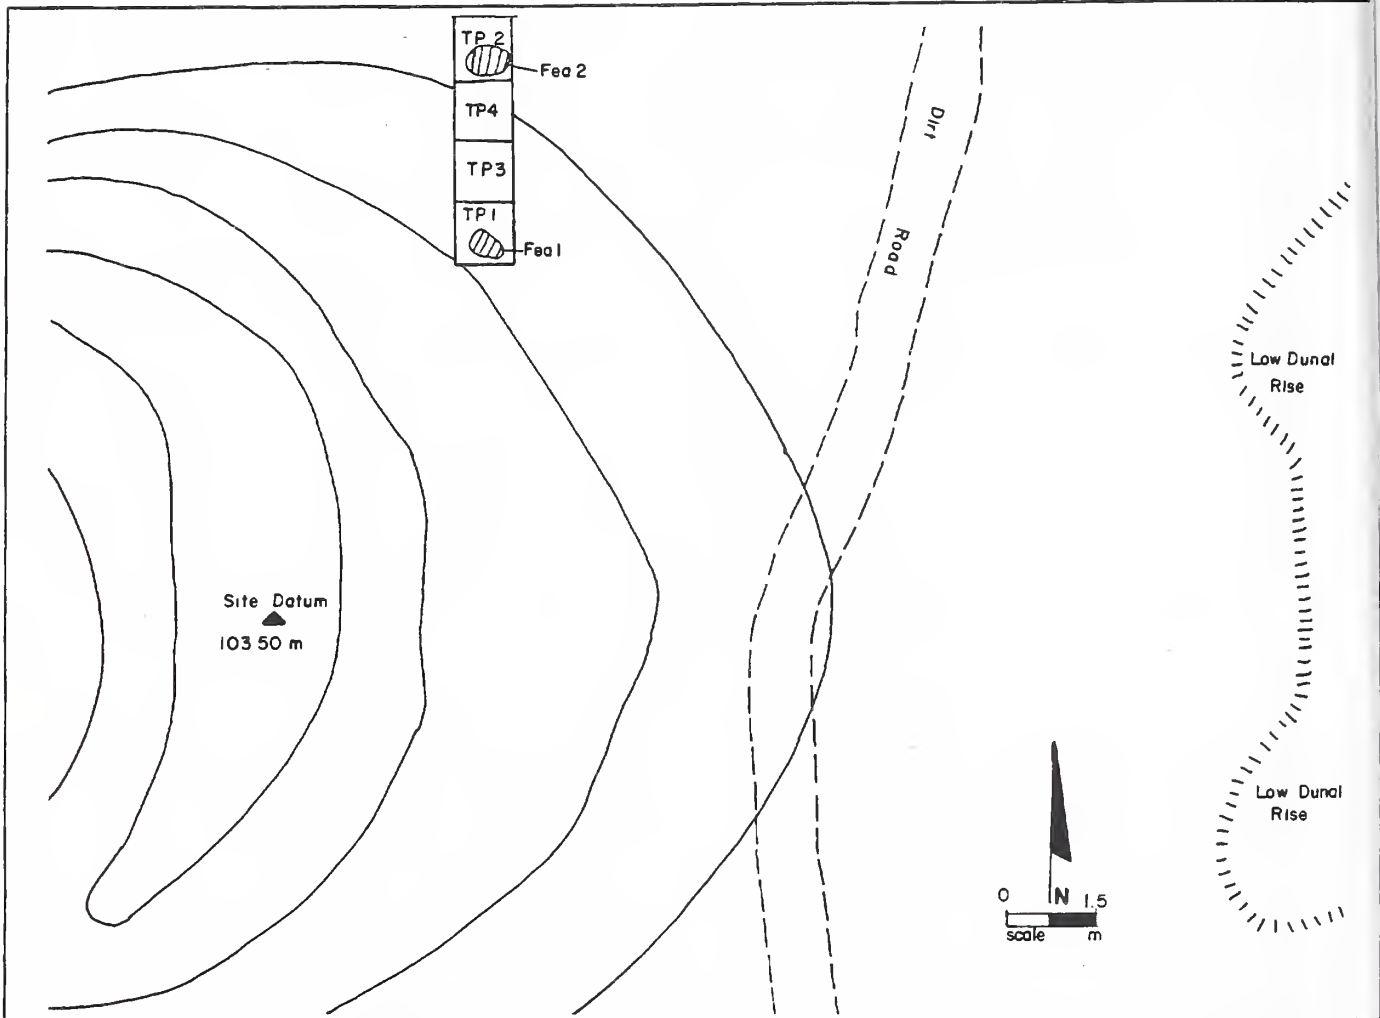 TP 2
Fea 2
TP4
TP3
TP1
Fea 1
Dirt
Road
Low Dunal
Rise
Site Datum
103 50 m
Low Dunal
Rise
N
0 1.5
scale m